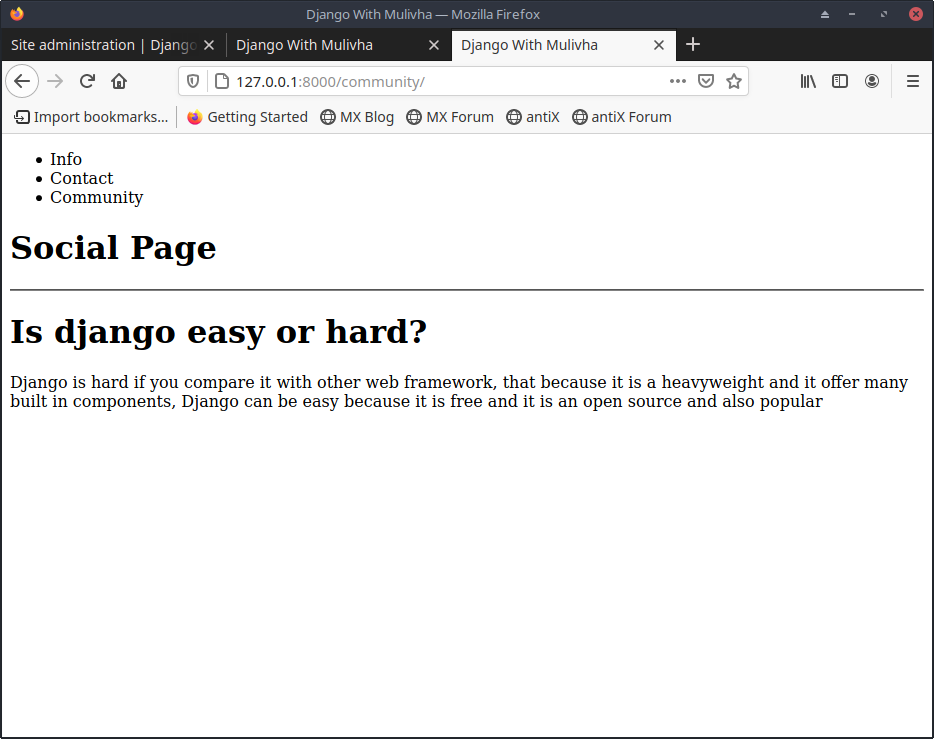 Django With Mulivha — Mozilla Firefox
Site administration | Django
Django With Mulivha
Django With Mulivha
127.0.0.1:8000/community/
Import bookmarks...
Getting Started
MX Blog
MX Forum
antiX
antiX Forum
Info
Contact
Community
Social Page
Is django easy or hard?
Django is hard if you compare it with other web framework, that because it is a heavyweight and it offer many
built in components, Django can be easy because it is free and it is an open source and also popular